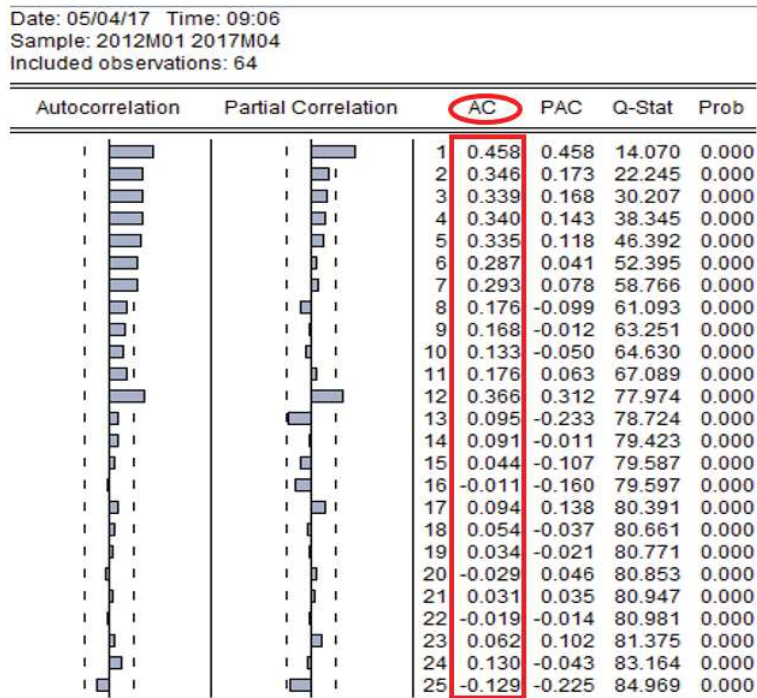 Date: 05/04/17 Time: 09:06
Sample: 2012M01 2017M04
Included observations: 64
Autocorrelation Partial Correlation AC PAC Q-Stat Prob
1 0.458 0.458 14.070 0.000
2 0.346 0.173 22.245 0.000
3 0.339 0.168 30.207 0.000
4 0.340 0.143 38.345 0.000
5 0.335 0.118 46.392 0.000
6 0.287 0.041 52.395 0.000
7 0.293 0.078 58.766 0.000
8 0.176 -0.099 61.093 0.000
9 0.168 -0.012 63.251 0.000
10 0.133 -0.050 64.630 0.000
11 0.176 0.063 67.089 0.000
12 0.366 0.312 77.974 0.000
13 0.095 -0.233 78.724 0.000
14 0.091 -0.011 79.423 0.000
15 0.044 -0.107 79.587 0.000
16 -0.011 -0.160 79.597 0.000
17 0.094 0.138 80.391 0.000
18 0.054 -0.037 80.661 0.000
19 0.034 -0.021 80.771 0.000
20 -0.029 0.046 80.853 0.000
21 0.031 0.035 80.947 0.000
22 -0.019 -0.014 80.981 0.000
23 0.062 0.102 81.375 0.000
24 0.130 -0.043 83.164 0.000
25 -0.129 -0.225 84.969 0.000